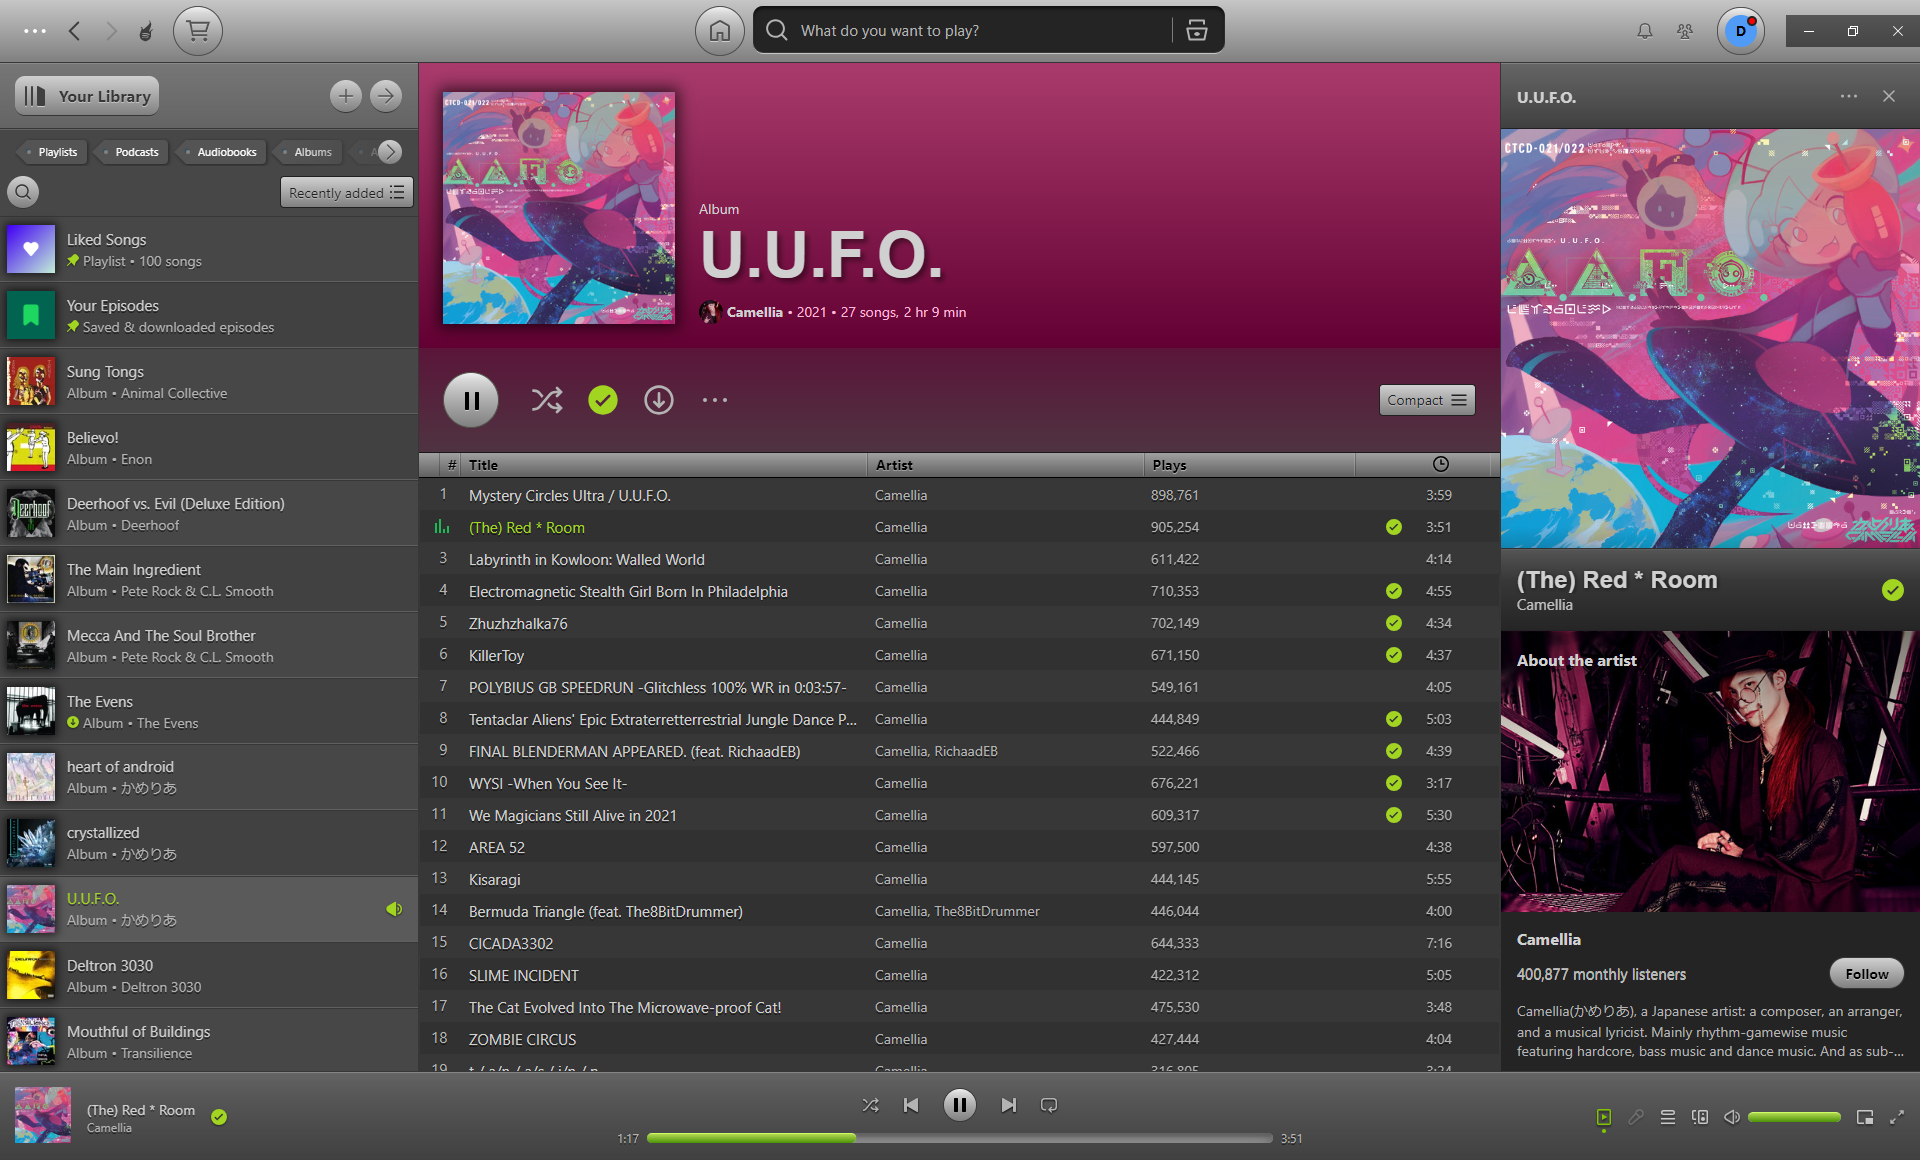 What do you want to play?
D
Your Library
Playlists
Podcasts
Audiobooks
Albums
Recently added
Liked Songs
Playlist • 100 songs
Your Episodes
Saved & downloaded episodes
Sung Tongs
Album • Animal Collective
Believo!
Album • Enon
Deerhoof vs. Evil (Deluxe Edition)
Album • Deerhoof
The Main Ingredient
Album • Pete Rock & C.L. Smooth
Mecca And The Soul Brother
Album • Pete Rock & C.L. Smooth
The Evens
Album • The Evens
heart of android
Album • かめりあ
crystallized
Album • かめりあ
U.U.F.O.
Album • かめりあ
Deltron 3030
Album • Deltron 3030
Mouthful of Buildings
Album • Transilience
CTCD-021/022
Album
U.U.F.O.
Camellia • 2021 • 27 songs, 2 hr 9 min
Compact
# Title Artist Plays
1 Mystery Circles Ultra / U.U.F.O. Camellia 898,761 3:59
(The) Red * Room Camellia 905,254 3:51
3 Labyrinth in Kowloon: Walled World Camellia 611,422 4:14
4 Electromagnetic Stealth Girl Born In Philadelphia Camellia 710,353 4:55
5 Zhuzhzhalka76 Camellia 702,149 4:34
6 KillerToy Camellia 671,150 4:37
7 POLYBIUS GB SPEEDRUN -Glitchless 100% WR in 0:03:57- Camellia 549,161 4:05
8 Tentaclar Aliens' Epic Extraterretterrestrial Jungle Dance P... Camellia 444,849 5:03
9 FINAL BLENDERMAN APPEARED. (feat. RichaadEB) Camellia, RichaadEB 522,466 4:39
10 WYSI -When You See It- Camellia 676,221 3:17
11 We Magicians Still Alive in 2021 Camellia 609,317 5:30
12 AREA 52 Camellia 597,500 4:38
13 Kisaragi Camellia 444,145 5:55
14 Bermuda Triangle (feat. The8BitDrummer) Camellia, The8BitDrummer 446,044 4:00
15 CICADA3302 Camellia 644,333 7:16
16 SLIME INCIDENT Camellia 422,312 5:05
17 The Cat Evolved Into The Microwave-proof Cat! Camellia 475,530 3:48
18 ZOMBIE CIRCUS Camellia 427,444 4:04
U.U.F.O.
CTCD-021/022
U.U.F.O.
(The) Red * Room
Camellia
About the artist
Camellia
400,877 monthly listeners
Follow
Camellia(かめりあ), a Japanese artist: a composer, an arranger,
and a musical lyricist. Mainly rhythm-gamewise music
featuring hardcore, bass music and dance music. And as sub-...
(The) Red * Room
Camellia
1:17
3:51